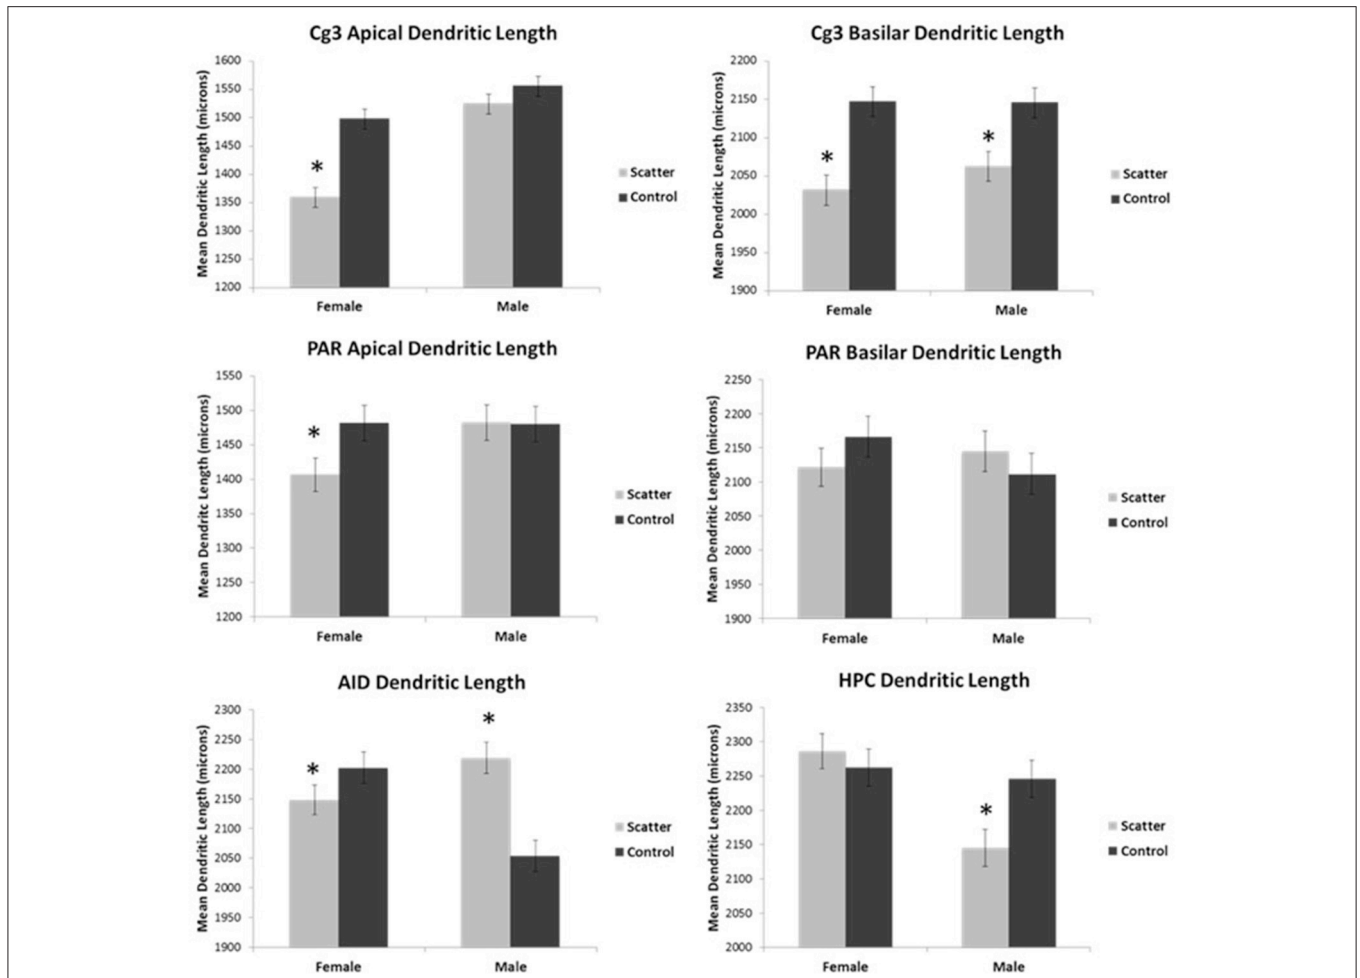 Cg3 Apical Dendritic Length
Mean Dendritic Length (microns)
1600
1550
1500
1450
1400
1350
1300
1250
1200
*
Female
Male
Scatter
Control
Cg3 Basilar Dendritic Length
Mean Dendritic Length (microns)
2200
2150
2100
2050
2000
1950
1900
*
*
Female
Male
Scatter
Control
PAR Apical Dendritic Length
Mean Dendritc Length (microns)
1550
1500
1450
1400
1350
1300
1250
1200
*
Female
Male
Scatter
Control
PAR Basilar Dendritic Length
Mean Dendritic Length (microns)
2250
2200
2150
2100
2050
2000
1950
1900
Female
Male
Scatter
Control
AID Dendritic Length
Mean Dendritic Length (microns)
2300
2250
2200
2150
2100
2050
2000
1950
1900
*
*
Female
Male
Scatter
Control
HPC Dendritic Length
Mean Dendritic Length (microns)
2350
2300
2250
2200
2150
2100
2050
2000
*
Female
Male
Scatter
Control